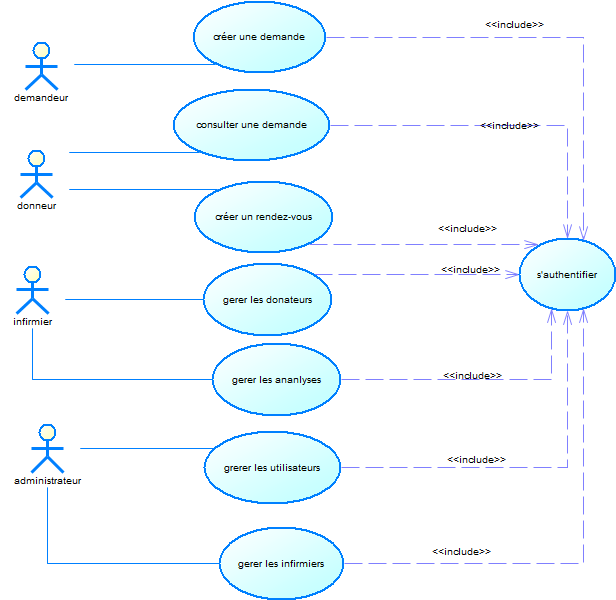 <<include>>
créer une demande
demandeur
consulter une demande
<<include>>
donneur
créer un rendez-vous
<<include>>
gerer les donateurs
<<include>>
s'authentifier
infirmier
gerer les ananlyses
<<include>>
grerer les utilisateurs
<<include>>
administrateur
gerer les infirmiers
<<include>>